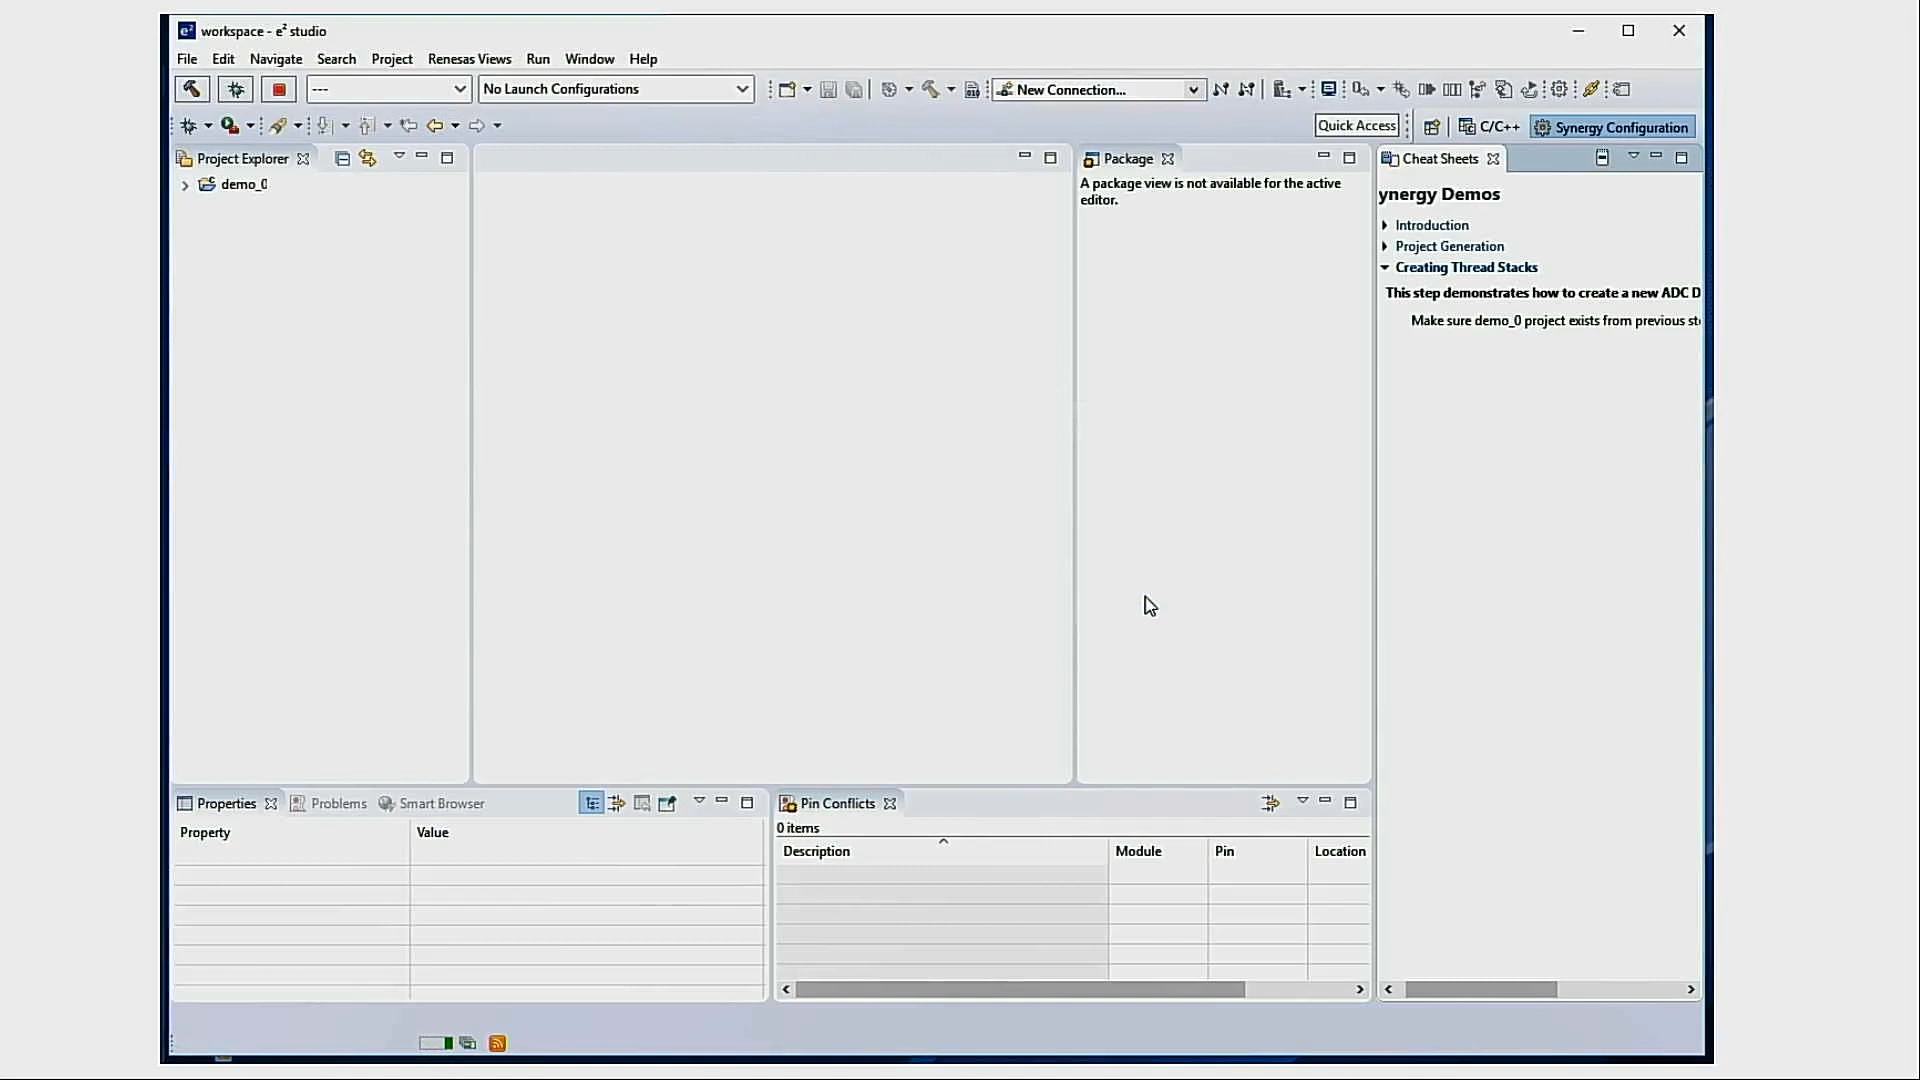 workspace - e² studio
File Edit Navigate Search Project Renesas Views Run Window Help
--- No Launch Configurations New Connection...
Quick Access C/C++ Synergy Configuration
Project Explorer
demo_0
Package
A package view is not available for the active
editor.
Cheat Sheets
ynergy Demos
Introduction
Project Generation
Creating Thread Stacks
This step demonstrates how to create a new ADC D
Make sure demo_0 project exists from previous st
Properties Problems Smart Browser
Property Value
Pin Conflicts
0 items
Description Module Pin Location